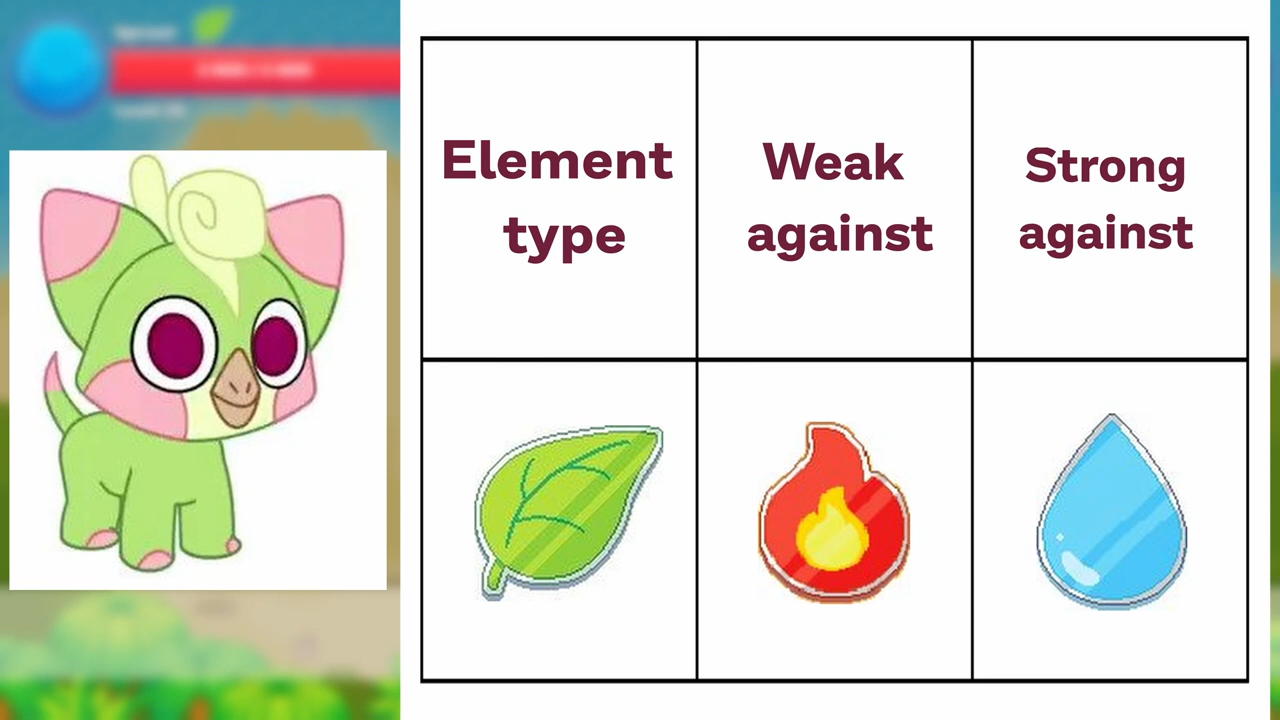 Element
type
Weak
against
Strong
against